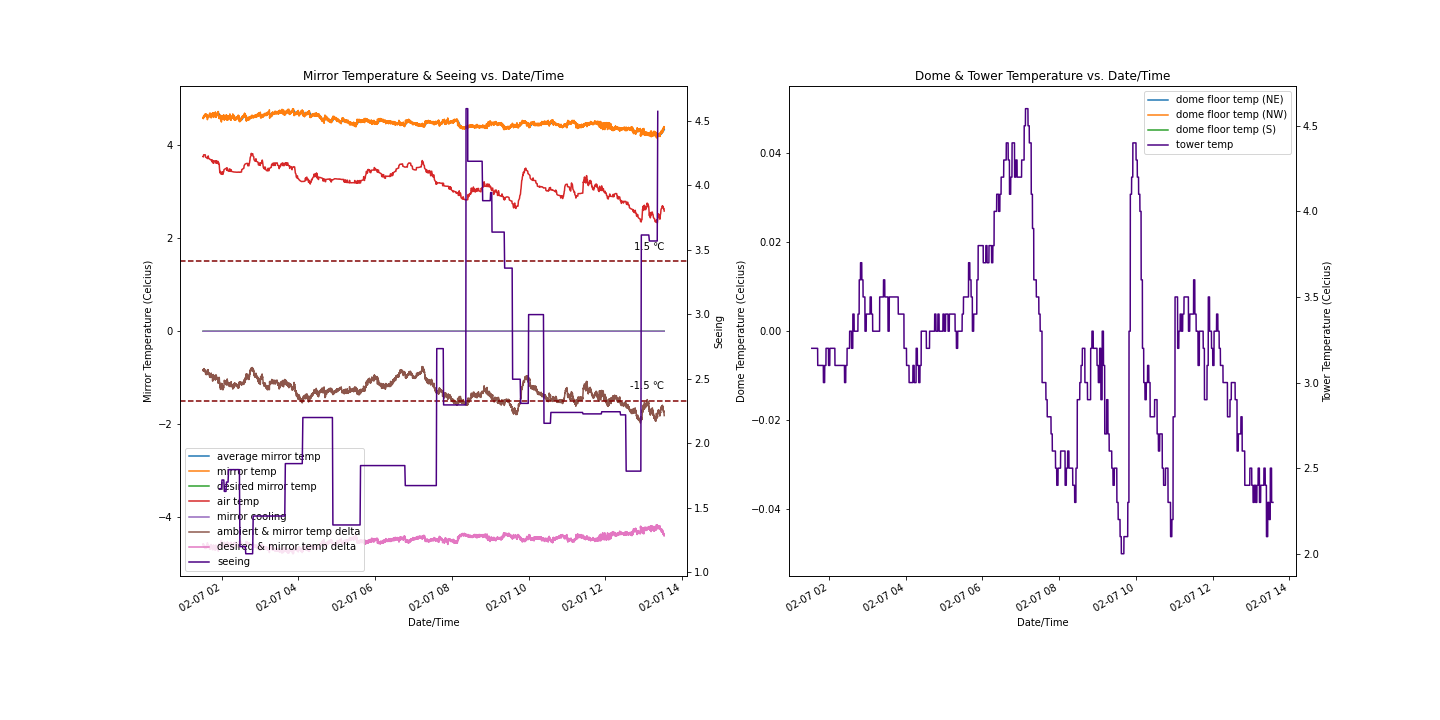 Mirror Temperature & Seeing vs. Date/Time
Mirror Temperature (Celcius)
4
2
0
−2
−4
1.5 °C
-1.5 °C
average mirror temp
mirror temp
desired mirror temp
air temp
mirror cooling
ambient & mirror temp delta
desired & mirror temp delta
seeing
4.5
4.0
3.5
3.0
2.5
2.0
1.5
1.0
Seeing
02-07 02
02-07 04
02-07 06
02-07 08
02-07 10
02-07 12
02-07 14
Date/Time
Dome & Tower Temperature vs. Date/Time
Dome Temperature (Celcius)
0.04
0.02
0.00
−0.02
−0.04
dome floor temp (NE)
dome floor temp (NW)
dome floor temp (S)
tower temp
4.5
4.0
3.5
3.0
2.5
2.0
Tower Temperature (Celcius)
02-07 02
02-07 04
02-07 06
02-07 08
02-07 10
02-07 12
02-07 14
Date/Time